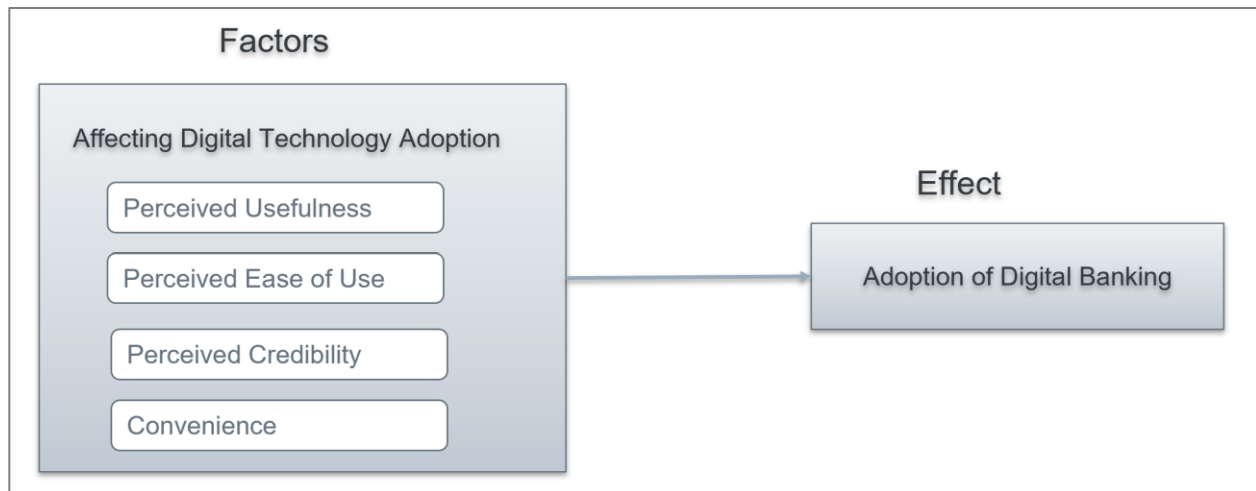 Factors
Affecting Digital Technology Adoption
Perceived Usefulness
Perceived Ease of Use
Perceived Credibility
Convenience
Effect
Adoption of Digital Banking